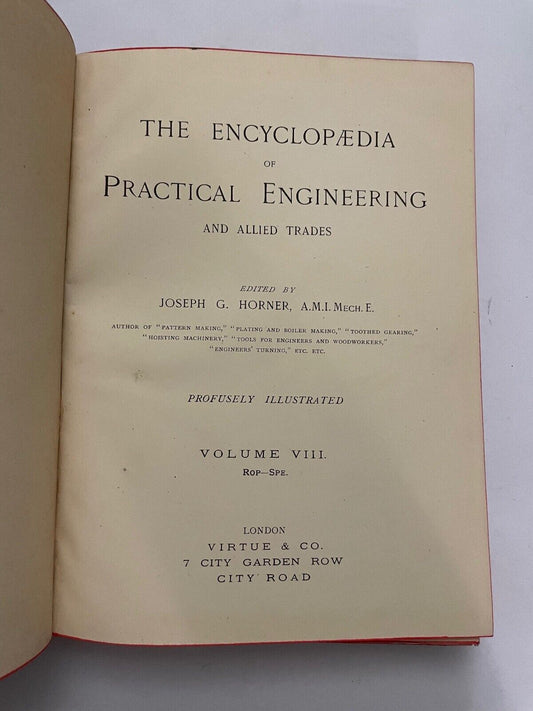 THE ENCYCLOPÆDIA
OF
PRACTICAL ENGINEERING
AND ALLIED TRADES
EDITED BY
JOSEPH G. HORNER, A.M.I. MECH. E.
AUTHOR OF "PATTERN MAKING," "PLATING AND BOILER MAKING," "TOOTHED GEARING,"
"HOISTING MACHINERY," "TOOLS FOR ENGINEERS AND WOODWORKERS,"
"ENGINEERS' TURNING," ETC. ETC.
PROFUSELY ILLUSTRATED
VOLUME VIII.
ROP—SPE.
LONDON
VIRTUE & CO.
7 CITY GARDEN ROW
CITY ROAD